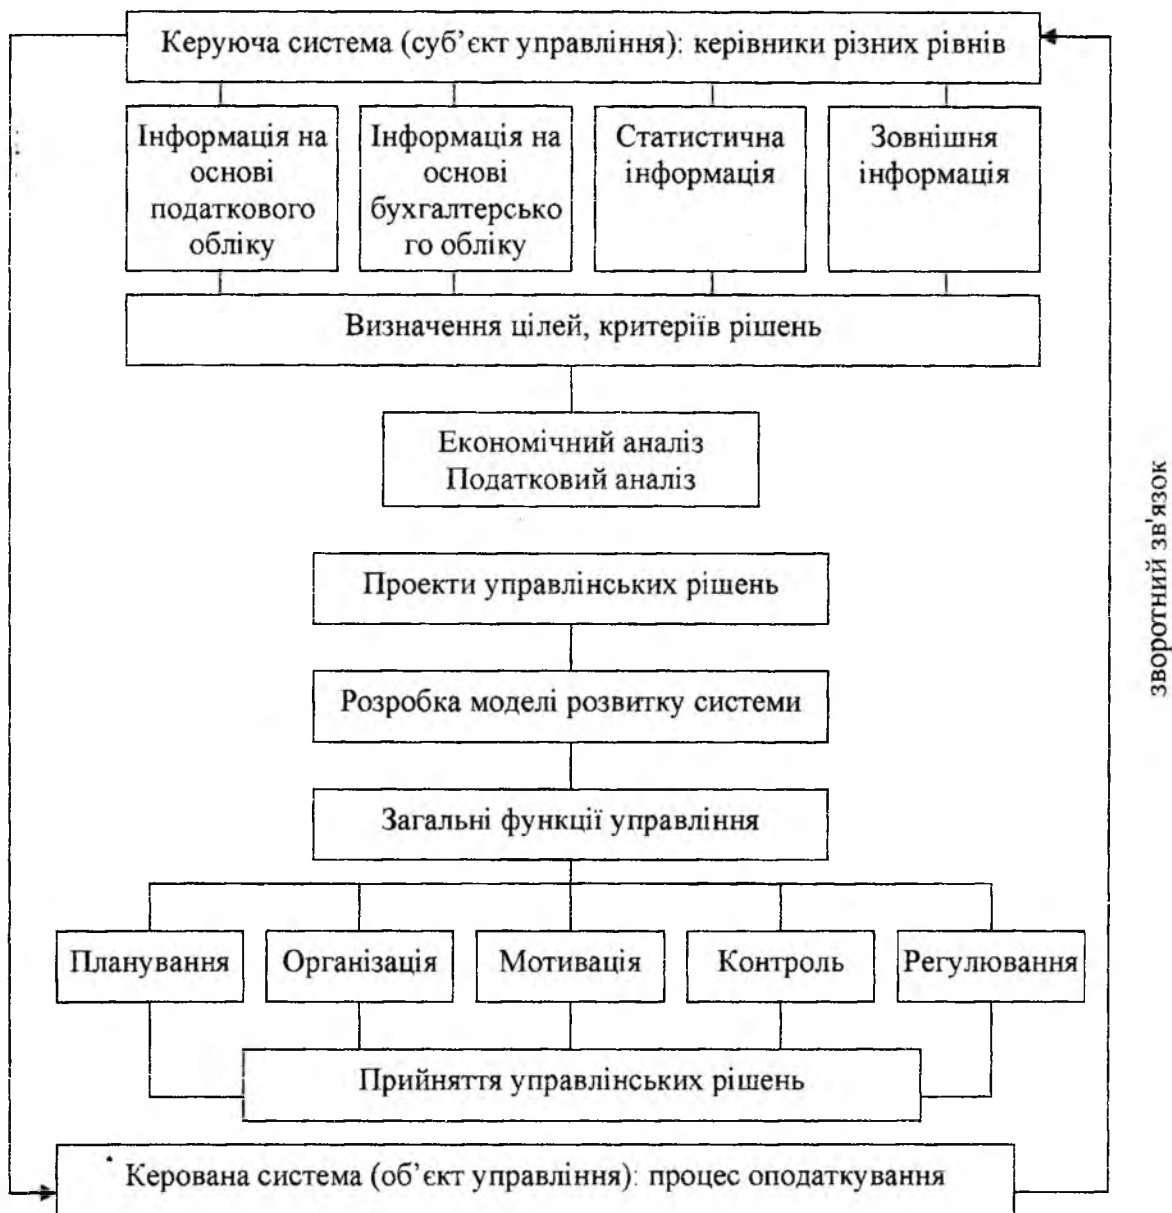 Керуюча система (суб’єкт управління): керівники різних рівнів
Інформація на
основі
податкового
обліку
Інформація на
основі
бухгалтерсько
го обліку
Статистична
інформація
Зовнішня
інформація
Визначення цілей, критеріїв рішень
Економічний аналіз
Податковий аналіз
Проекти управлінських рішень
Розробка моделі розвитку системи
Загальні функції управління
Планування
Організація
Мотивація
Контроль
Регулювання
Прийняття управлінських рішень
Керована система (об’єкт управління): процес оподаткування
зворотний зв'язок